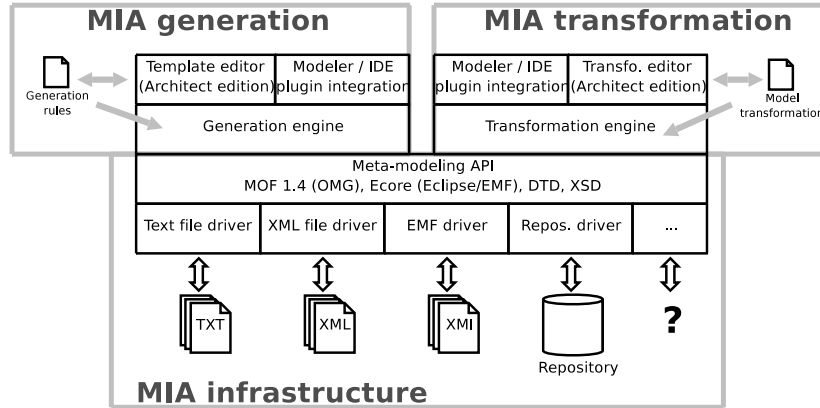 MIA generation
MIA transformation
Template editor
(Architect edition)
Modeler / IDE
plugin integration
Modeler / IDE
plugin integration
Transfo. editor
(Architect edition)
Generation
rules
Model
transformation
Generation engine
Transformation engine
Meta-modeling API
MOF 1.4 (OMG), Ecore (Eclipse/EMF), DTD, XSD
Text file driver
XML file driver
EMF driver
Repos. driver
...
TXT
XML
XMI
?
Repository
MIA infrastructure